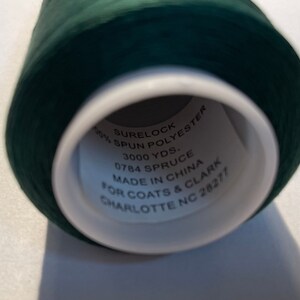 SURELOCK
100% SPUN POLYESTER
3000 YDS.
0784 SPRUCE
MADE IN CHINA
FOR COATS & CLARK
CHARLOTTE NC 28277